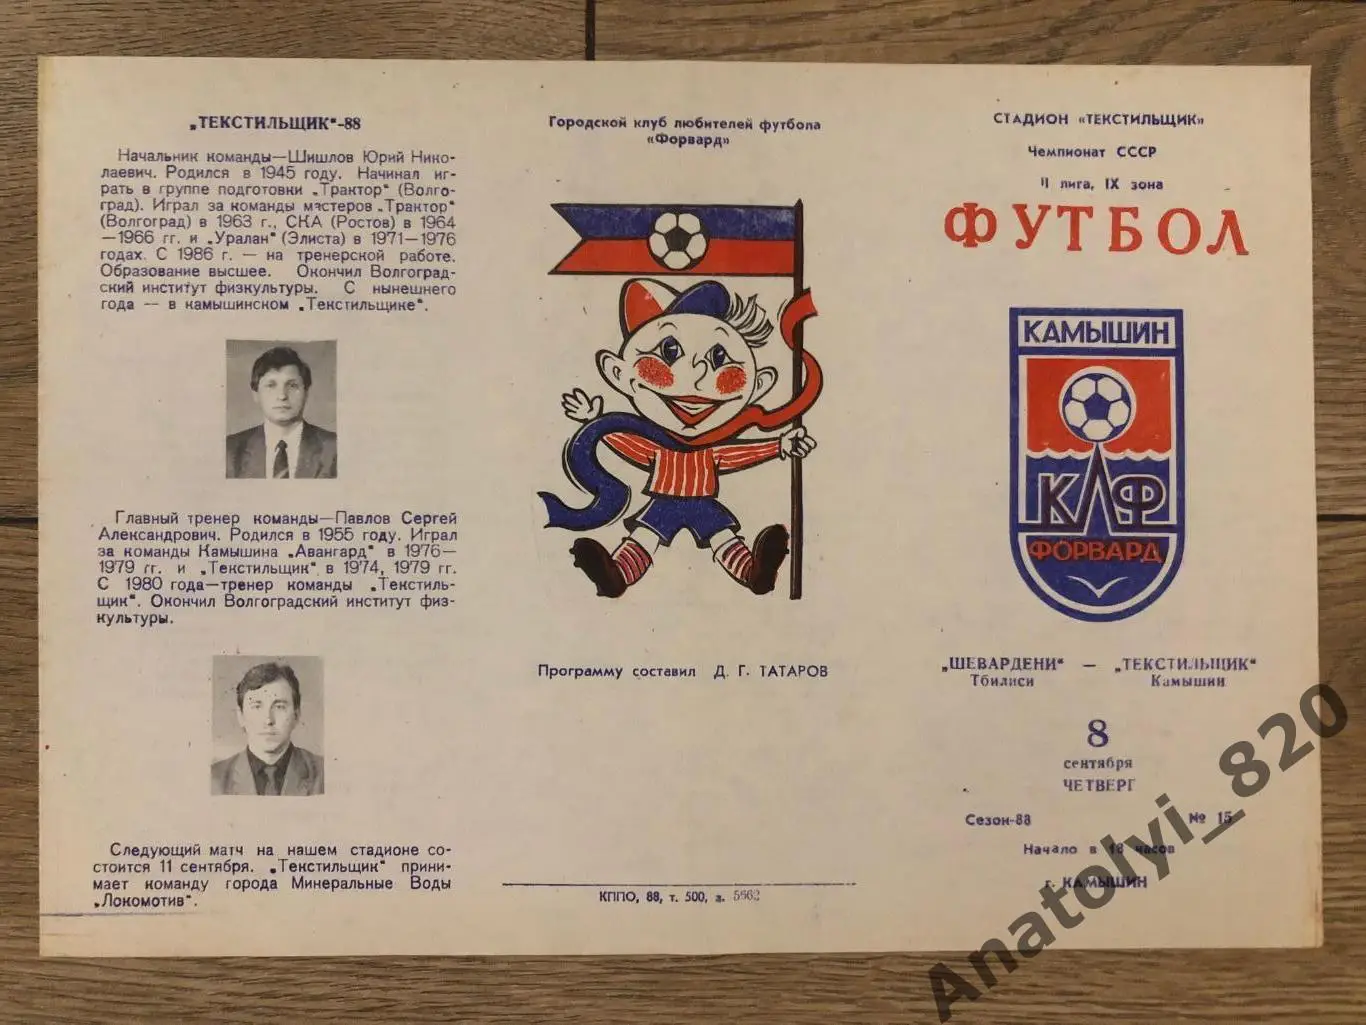 „ТЕКСТИЛЬЩИК"-88
Начальник команды—Шишлов Юрий Нико-
лаевич. Родился в 1945 году. Начинал иг-
рать в группе подготовки „Трактор" (Волго-
град). Играл за команды мастеров „Трактор"
(Волгоград) в 1963 г., СКА (Ростов) в 1964
—1966 гг. и „Уралан" (Элиста) в 1971—1976
годах. С 1986 г. — на тренерской работе.
Образование высшее. Окончил Волгоград-
ский институт физкультуры. С нынешнего
года — в камышинском „Текстильщике".
Главный тренер команды—Павлов Сергей
Александрович. Родился в 1955 году. Играл
за команды Камышина „Авангард" в 1976—
1979 гг. и „Текстильщик" в 1974, 1979 гг.
С 1980 года—тренер команды „Текстиль-
щик". Окончил Волгоградский институт физ-
культуры.
Следующий матч на нашем стадионе со-
стоится 11 сентября. „Текстильщик" прини-
мает команду города Минеральные Воды
„Локомотив".
Городской клуб любителей футбола
«Форвард»
Программу составил Д. Г. ТАТАРОВ
КППО, 88, т. 500, з. 5662
СТАДИОН «ТЕКСТИЛЬЩИК»
Чемпионат СССР
II лига, IX зона
ФУТБОЛ
КАМЫШИН
КЛФ
ФОРВАРД
„ШЕВАРДЕНИ" — „ТЕКСТИЛЬЩИК"
Тбилиси Камышин
8
сентября
ЧЕТВЕРГ
Сезон-88 № 15
Начало в 18 часов
г. КАМЫШИН
Anatolyi_820